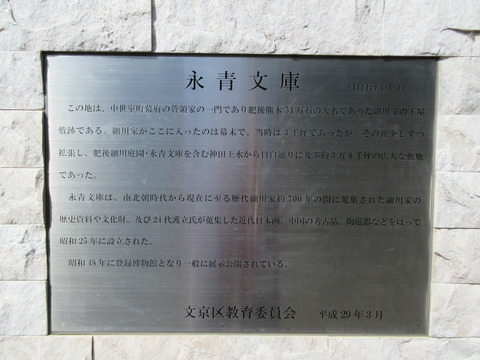 永青文庫 (目白台1-1-1)
この地は、中世室町幕府の管領家の一門であり肥後熊本54万石の大名であった細川家の下屋
敷跡である。細川家がここに入ったのは幕末で、当時は3千坪であったが、その後少しずつ
拡張し、肥後細川庭園・永青文庫を含む神田上水から目白通りに及ぶ約3万8千坪の広大な敷地
であった。
永青文庫は、南北朝時代から現在に至る歴代細川家約700年の間に蒐集された細川家の
歴史資料や文化財、及び24代護立氏が蒐集した近代日本画、中国の考古品、陶磁器などを以って
昭和25年に設立された。
昭和48年に登録博物館となり一般に展示公開されている。
文京区教育委員会 平成29年3月